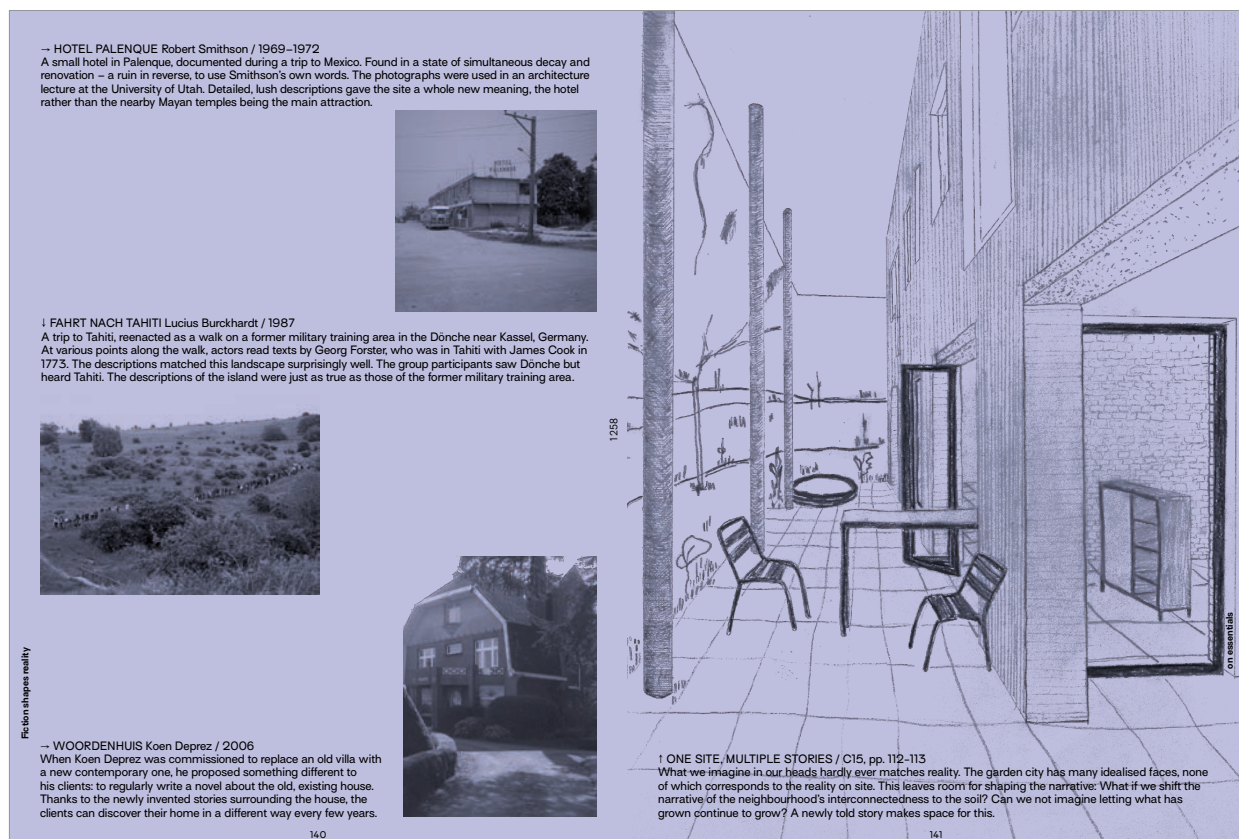 → HOTEL PALENQUE Robert Smithson / 1969–1972
A small hotel in Palenque, documented during a trip to Mexico. Found in a state of simultaneous decay and
renovation – a ruin in reverse, to use Smithson's own words. The photographs were used in an architecture
lecture at the University of Utah. Detailed, lush descriptions gave the site a whole new meaning, the hotel
rather than the nearby Mayan temples being the main attraction.
HOTEL
PALENQUE
↓ FAHRT NACH TAHITI Lucius Burckhardt / 1987
A trip to Tahiti, reenacted as a walk on a former military training area in the Dönche near Kassel, Germany.
At various points along the walk, actors read texts by Georg Forster, who was in Tahiti with James Cook in
1773. The descriptions matched this landscape surprisingly well. The group participants saw Dönche but
heard Tahiti. The descriptions of the island were just as true as those of the former military training area.
Fiction shapes reality
→ WOORDENHUIS Koen Deprez / 2006
When Koen Deprez was commissioned to replace an old villa with
a new contemporary one, he proposed something different to
his clients: to regularly write a novel about the old, existing house.
Thanks to the newly invented stories surrounding the house, the
clients can discover their home in a different way every few years.
140
1258
on essentials
↑ ONE SITE, MULTIPLE STORIES / C15, pp. 112–113
What we imagine in our heads hardly ever matches reality. The garden city has many idealised faces, none
of which corresponds to the reality on site. This leaves room for shaping the narrative: What if we shift the
narrative of the neighbourhood's interconnectedness to the soil? Can we not imagine letting what has
grown continue to grow? A newly told story makes space for this.
141